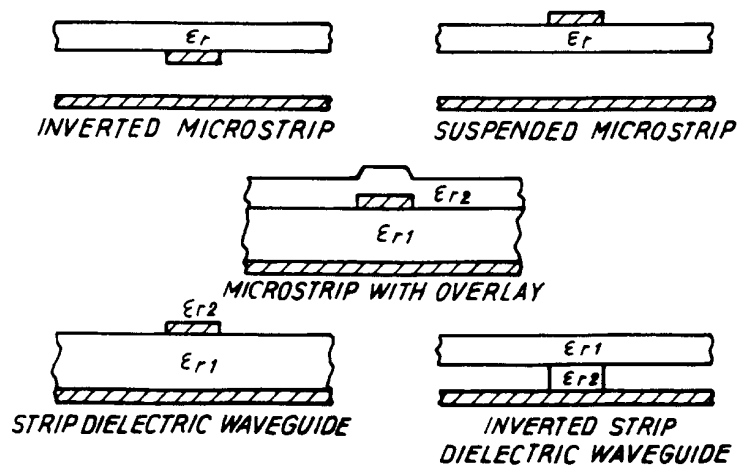 εr
εr
INVERTED MICROSTRIP
SUSPENDED MICROSTRIP
εr2
εr1
MICROSTRIP WITH OVERLAY
εr2
εr1
STRIP DIELECTRIC WAVEGUIDE
εr1
εr2
INVERTED STRIP
DIELECTRIC WAVEGUIDE